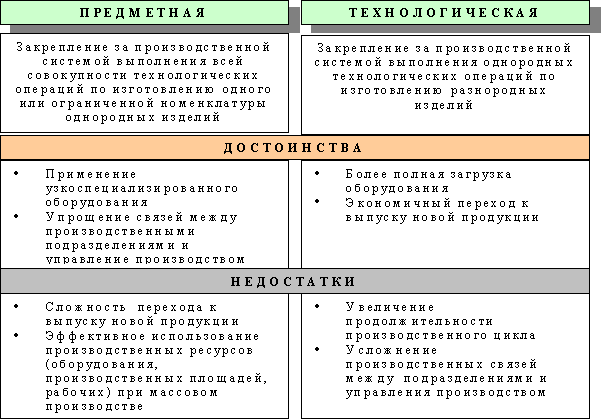 ПРЕДМЕТНАЯ
Закрепление за производственной
системой выполнения всей
совокупности технологических
операций по изготовлению одного
или ограниченной номенклатуры
однородных изделий
ТЕХНОЛОГИЧЕСКАЯ
Закрепление за производственной
системой выполнения однородных
технологических операций по
изготовлению разнородных
изделий
ДОСТОИНСТВА
• Применение
узкоспециализированного
оборудования
• Упрощение связей между
производственными
подразделениями и
управление производством
• Более полная загрузка
оборудования
• Экономичный переход к
выпуску новой продукции
НЕДОСТАТКИ
• Сложность перехода к
выпуску новой продукции
• Эффективное использование
производственных ресурсов
(оборудования,
производственных площадей,
рабочих) при массовом
производстве
• Увеличение
продолжительности
производственного цикла
• Усложнение
производственных связей
между подразделениями и
управления производством